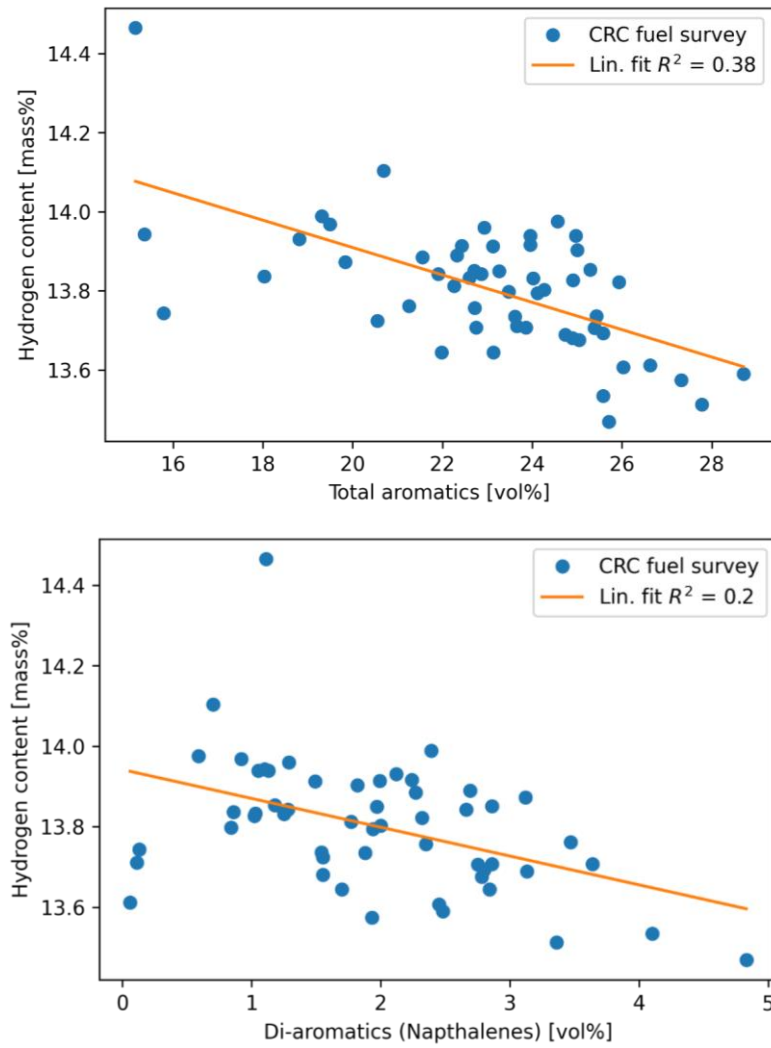 CRC fuel survey
Lin. fit R² = 0.38
14.4
14.2
14.0
13.8
13.6
Hydrogen content [mass%]
16 18 20 22 24 26 28
Total aromatics [vol%]
CRC fuel survey
Lin. fit R² = 0.2
14.4
14.2
14.0
13.8
13.6
Hydrogen content [mass%]
0 1 2 3 4 5
Di-aromatics (Napthalenes) [vol%]